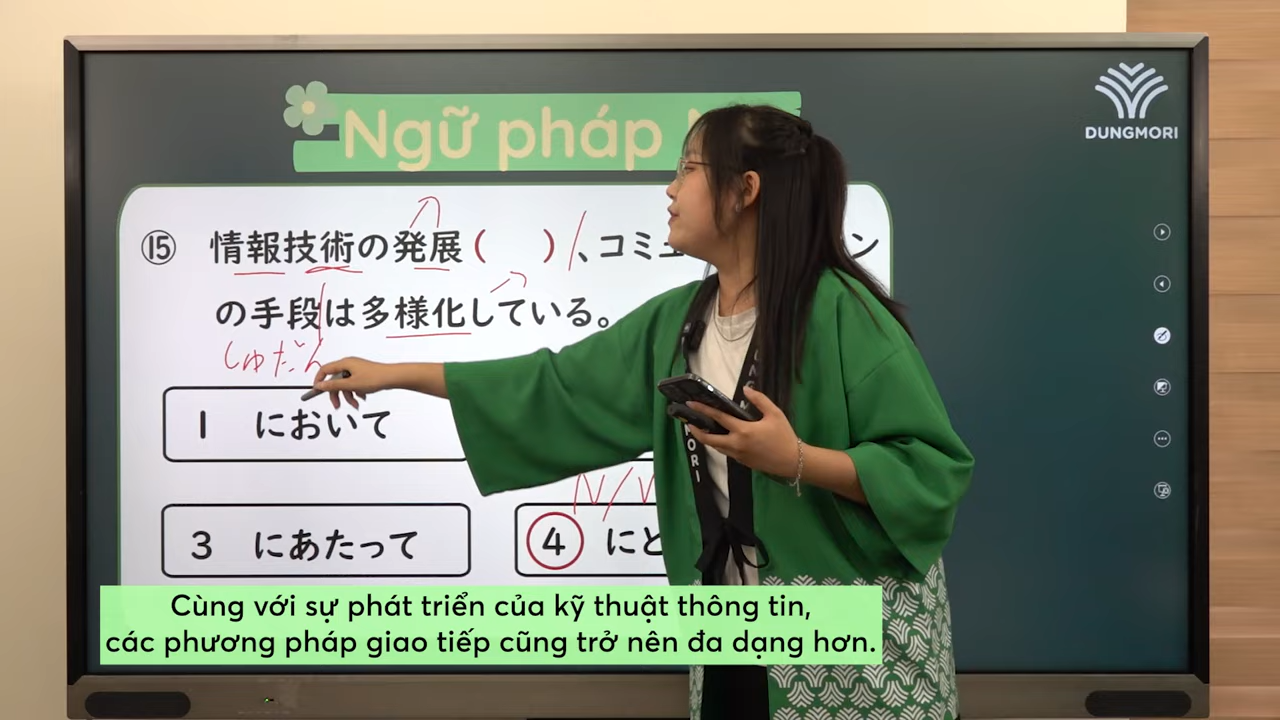 Ngữ pháp
DUNGMORI
⑮ 情報技術の発展( )、コミュ ン
の手段は多様化している。
しゅだん
1 において
N/V
3 にあたって
④ にと
Cùng với sự phát triển của kỹ thuật thông tin,
các phương pháp giao tiếp cũng trở nên đa dạng hơn.